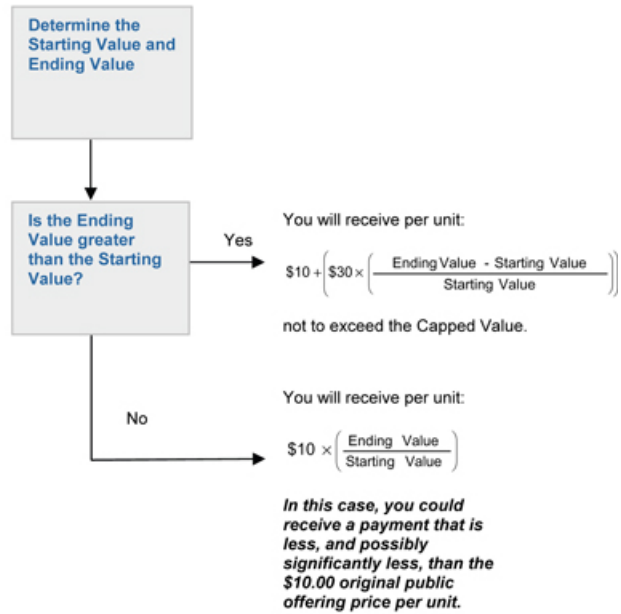 Determine the
Starting Value and
Ending Value
Is the Ending
Value greater
than the Starting
Value?
Yes
You will receive per unit:
$10 + ( $30 × ( Ending Value - Starting Value / Starting Value ) )
not to exceed the Capped Value.
No
You will receive per unit:
$10 × ( Ending Value / Starting Value )
In this case, you could
receive a payment that is
less, and possibly
significantly less, than the
$10.00 original public
offering price per unit.